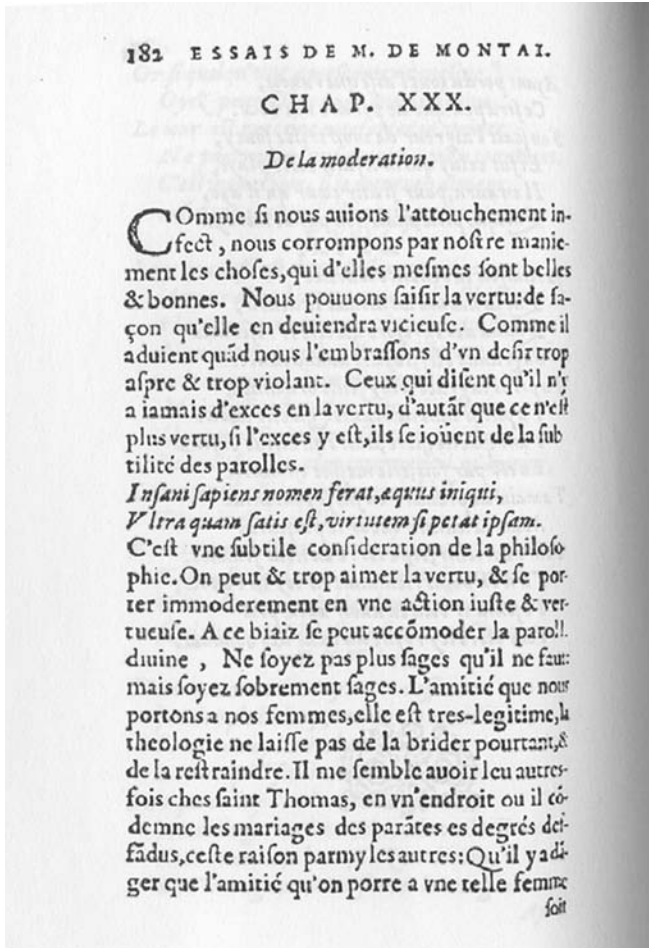 182 ESSAIS DE M. DE MONTAI.
CHAP. XXX.
De la moderation.
COmme si nous auions l'attouchement in-
fect, nous corrompons par nostre manie-
ment les choses, qui d'elles mesmes sont belles
& bonnes. Nous pouuons saisir la vertu: de fa-
çon qu'elle en deuiendra vicieuse. Comme il
aduient quãd nous l'embrassons d'vn desir trop
aspre & trop violant. Ceux qui disent qu'il n'y
a iamais d'exces en la vertu, d'autãt que ce n'est
plus vertu, si l'exces y est, ils se ioüent de la sub
tilité des parolles.
Insani sapiens nomen ferat, æquus iniqui,
Vltra quam satis est, virtutem si petat ipsam.
C'est vne subtile consideration de la philoso
phie. On peut & trop aimer la vertu, & se por-
ter immoderement en vne action iuste & ver-
tueuse. A ce biaiz se peut accõmoder la paroll.
diuine, Ne soyez pas plus sages qu'il ne faut:
mais soyez sobrement sages. L'amitié que nous
portons a nos femmes, elle est tres-legitime, la
theologie ne laisse pas de la brider pourtant, &
de la restraindre. Il me semble auoir leu autres-
fois ches saint Thomas, en vn'endroit ou il cõ-
demne les mariages des parãtes es degrés def-
fãdus, ceste raison parmy les autres: Qu'il y a dã-
ger que l'amitié qu'on porre a vne telle femme
soit